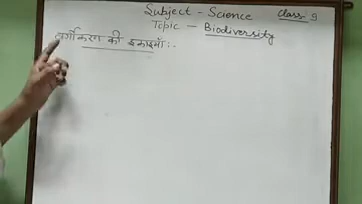 Subject - Science Class- 9
Topic - Biodiversity
वर्गीकरण की इकाइयाँ :-